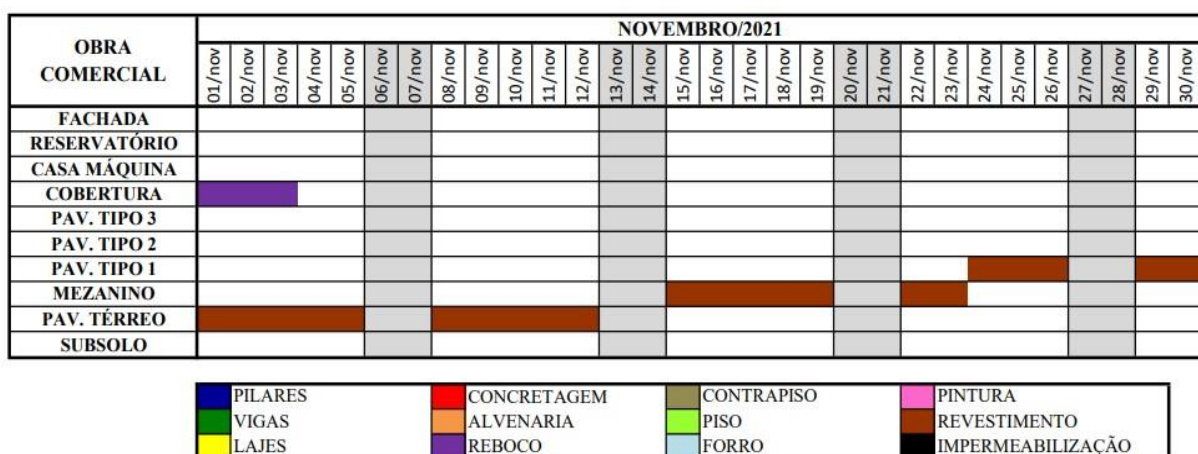 OBRA
COMERCIAL
NOVEMBRO/2021
01/nov 02/nov 03/nov 04/nov 05/nov 06/nov 07/nov 08/nov 09/nov 10/nov 11/nov 12/nov 13/nov 14/nov 15/nov 16/nov 17/nov 18/nov 19/nov 20/nov 21/nov 22/nov 23/nov 24/nov 25/nov 26/nov 27/nov 28/nov 29/nov 30/nov
FACHADA
RESERVATÓRIO
CASA MÁQUINA
COBERTURA
PAV. TIPO 3
PAV. TIPO 2
PAV. TIPO 1
MEZANINO
PAV. TÉRREO
SUBSOLO
PILARES CONCRETAGEM CONTRAPISO PINTURA
VIGAS ALVENARIA PISO REVESTIMENTO
LAJES REBOCO FORRO IMPERMEABILIZAÇÃO